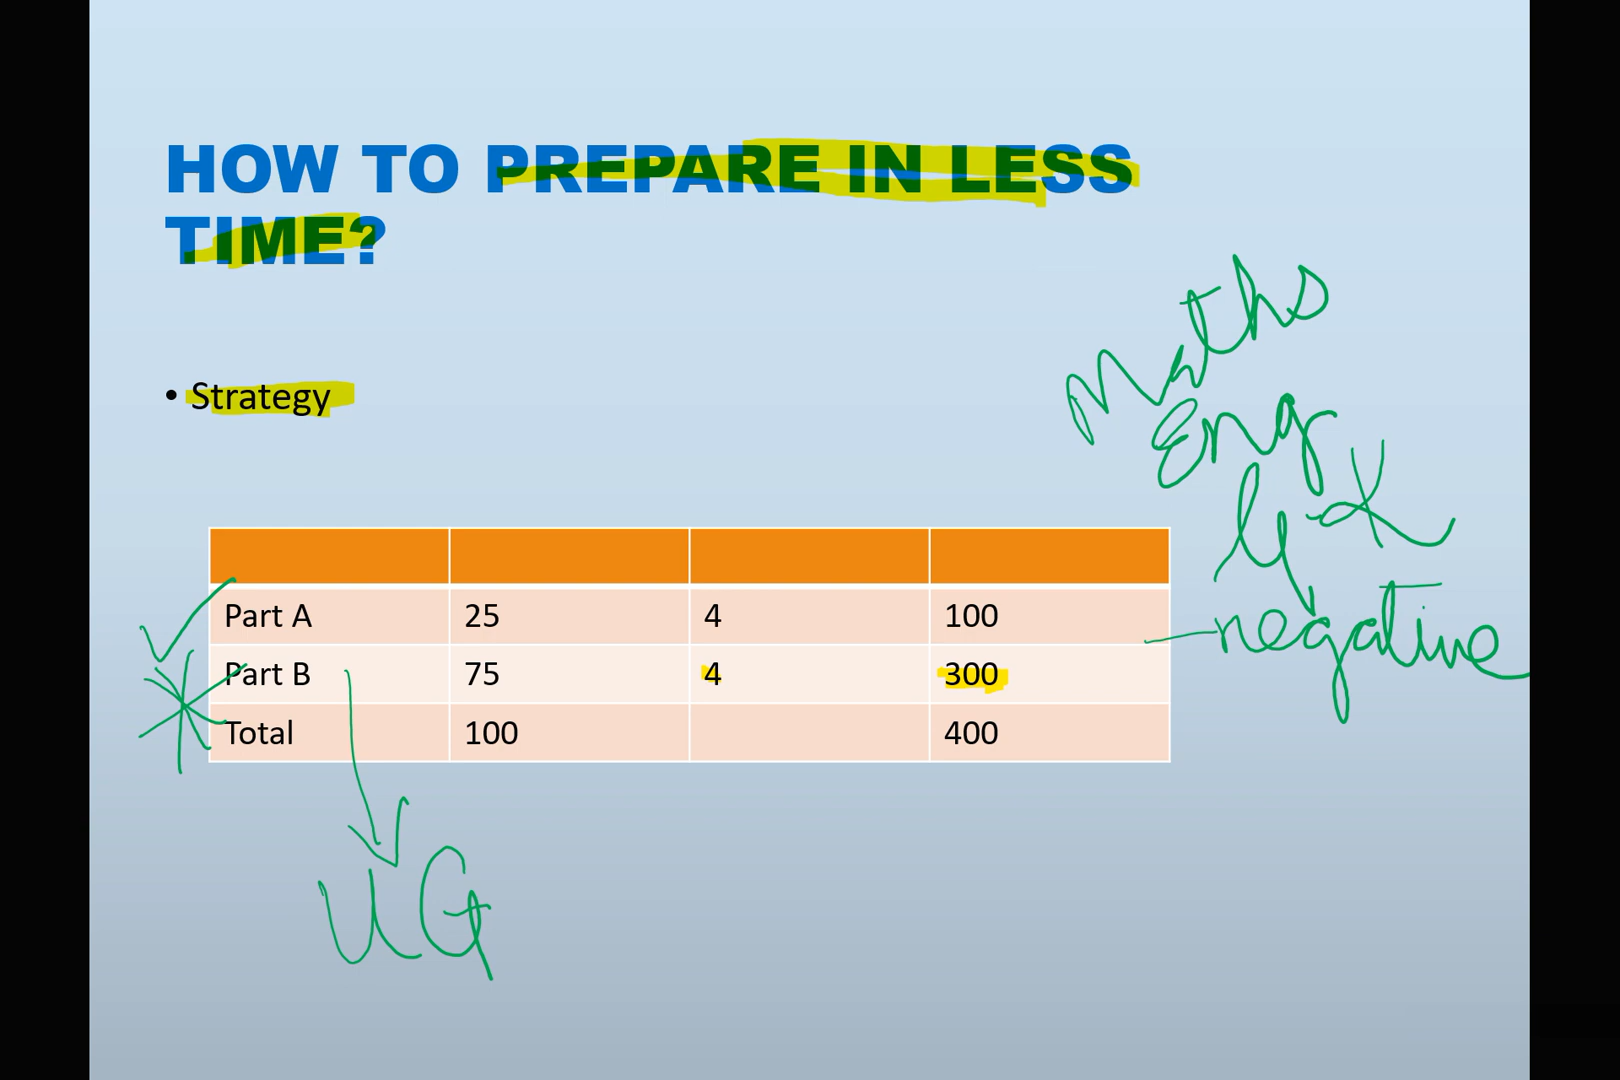 HOW TO PREPARE IN LESS
TIME?
• Strategy
Maths
Eng
G.K
negative
Part A 25 4 100
Part B 75 4 300
Total 100 400
UG